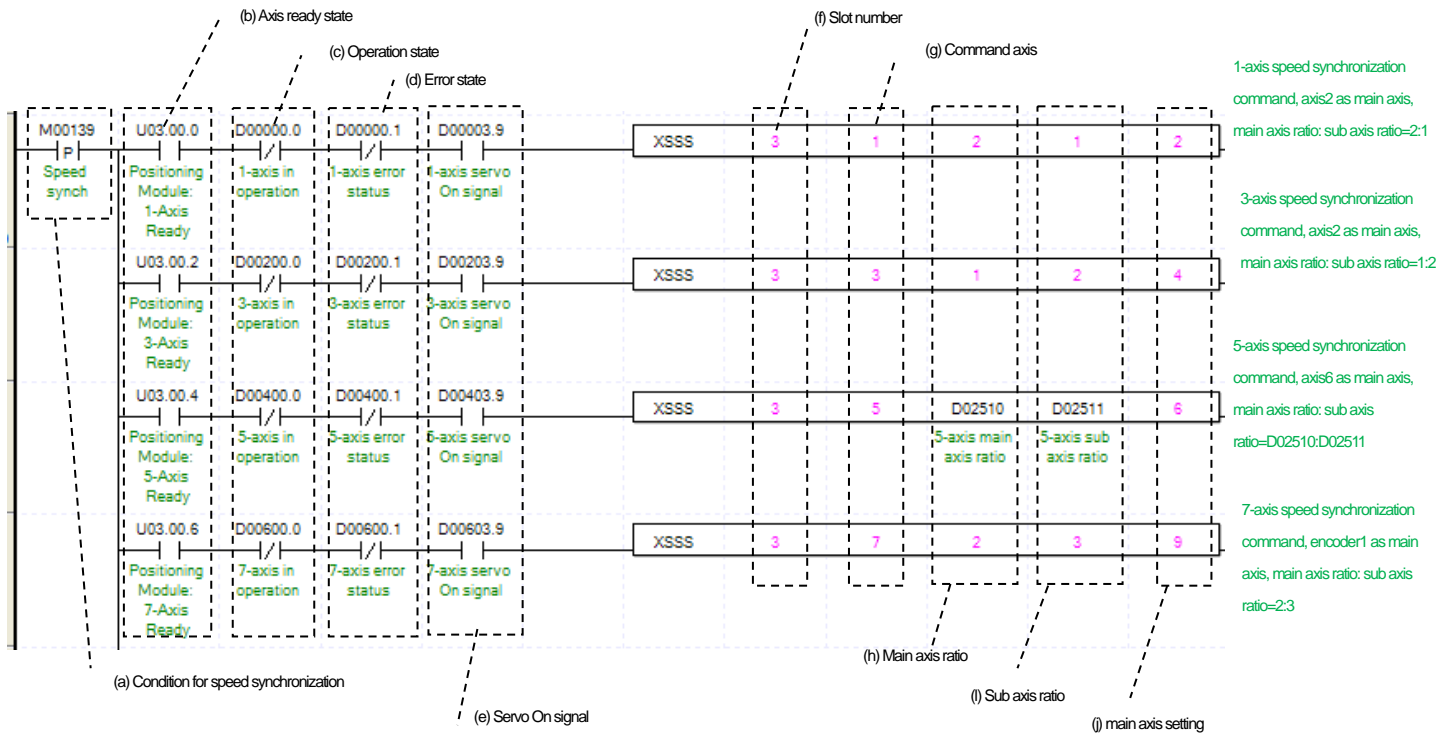 (b) Axis ready state
(c) Operation state
(d) Error state
(f) Slot number
(g) Command axis
M00139
P
Speed
synch
U03.00.0
Positioning
Module:
1-Axis
Ready
D00000.0
1-axis in
operation
D00000.1
1-axis error
status
D00003.9
1-axis servo
On signal
XSSS 3 1 2 1 2
1-axis speed synchronization
command, axis2 as main axis,
main axis ratio: sub axis ratio=2:1
U03.00.2
Positioning
Module:
3-Axis
Ready
D00200.0
3-axis in
operation
D00200.1
3-axis error
status
D00203.9
3-axis servo
On signal
XSSS 3 3 1 2 4
3-axis speed synchronization
command, axis2 as main axis,
main axis ratio: sub axis ratio=1:2
U03.00.4
Positioning
Module:
5-Axis
Ready
D00400.0
5-axis in
operation
D00400.1
5-axis error
status
D00403.9
5-axis servo
On signal
XSSS 3 5 D02510 D02511 6
5-axis main
axis ratio
5-axis sub
axis ratio
5-axis speed synchronization
command, axis6 as main axis,
main axis ratio: sub axis
ratio=D02510:D02511
U03.00.6
Positioning
Module:
7-Axis
Ready
D00600.0
7-axis in
operation
D00600.1
7-axis error
status
D00603.9
7-axis servo
On signal
XSSS 3 7 2 3 9
7-axis speed synchronization
command, encoder1 as main
axis, main axis ratio: sub axis
ratio=2:3
(a) Condition for speed synchronization
(e) Servo On signal
(h) Main axis ratio
(l) Sub axis ratio
(j) main axis setting